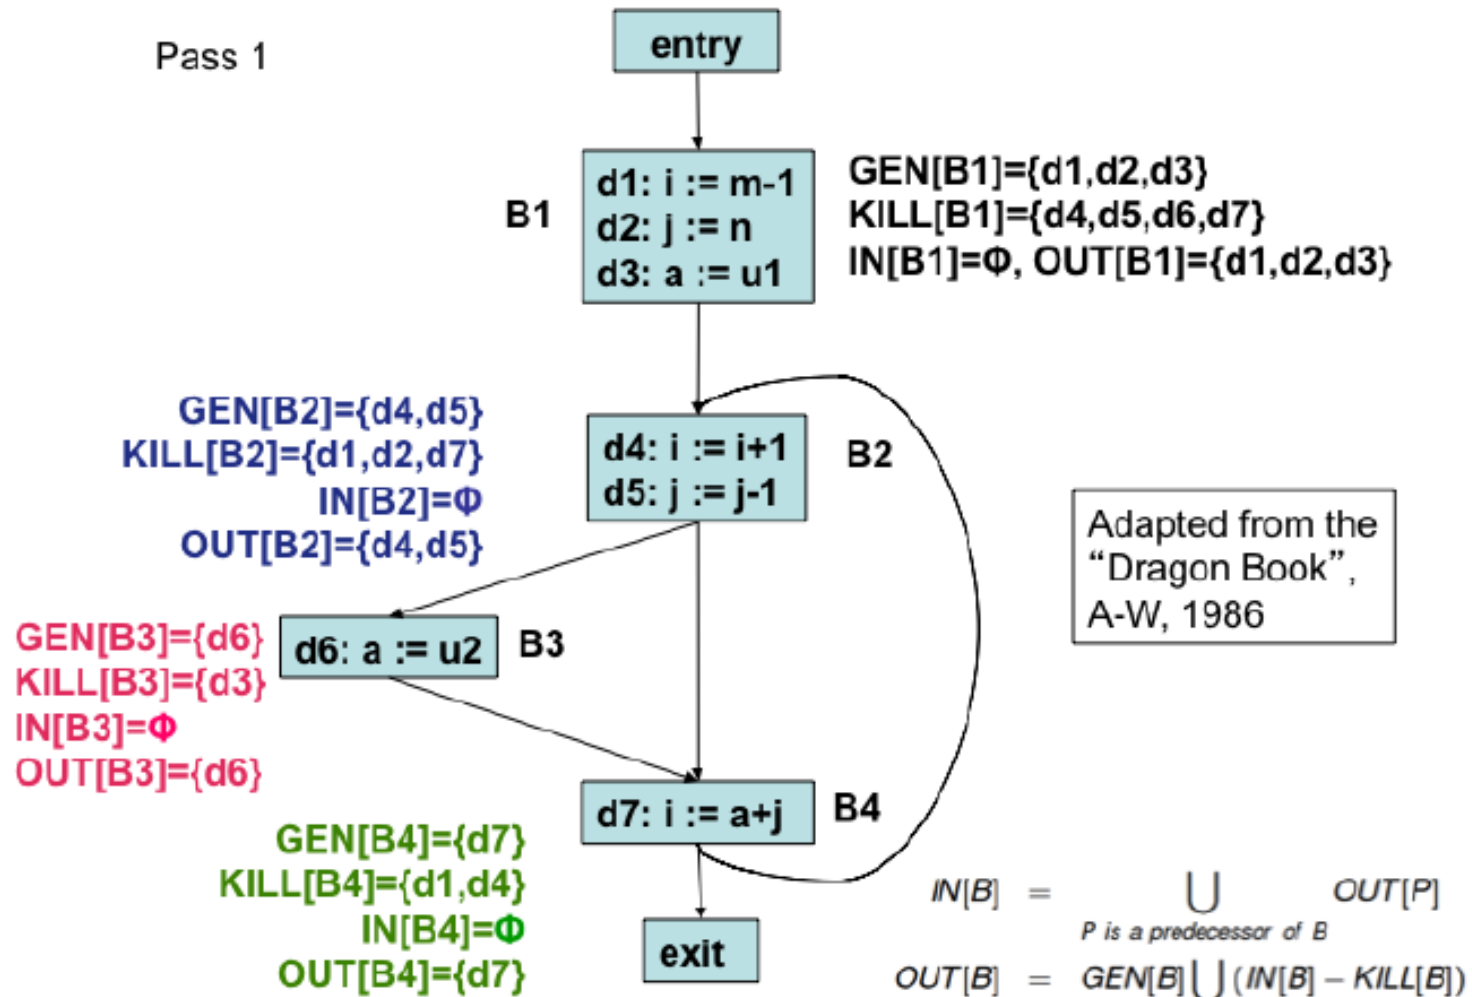 Pass 1
entry
B1
d1: i := m-1
d2: j := n
d3: a := u1
GEN[B1]={d1,d2,d3}
KILL[B1]={d4,d5,d6,d7}
IN[B1]=Φ, OUT[B1]={d1,d2,d3}
GEN[B2]={d4,d5}
KILL[B2]={d1,d2,d7}
IN[B2]=Φ
OUT[B2]={d4,d5}
d4: i := i+1
d5: j := j-1
B2
Adapted from the
“Dragon Book”,
A-W, 1986
GEN[B3]={d6}
KILL[B3]={d3}
IN[B3]=Φ
OUT[B3]={d6}
d6: a := u2
B3
d7: i := a+j
B4
GEN[B4]={d7}
KILL[B4]={d1,d4}
IN[B4]=Φ
OUT[B4]={d7}
exit
IN[B] = ⋃ OUT[P]
P is a predecessor of B
OUT[B] = GEN[B] ⋃ (IN[B] − KILL[B])